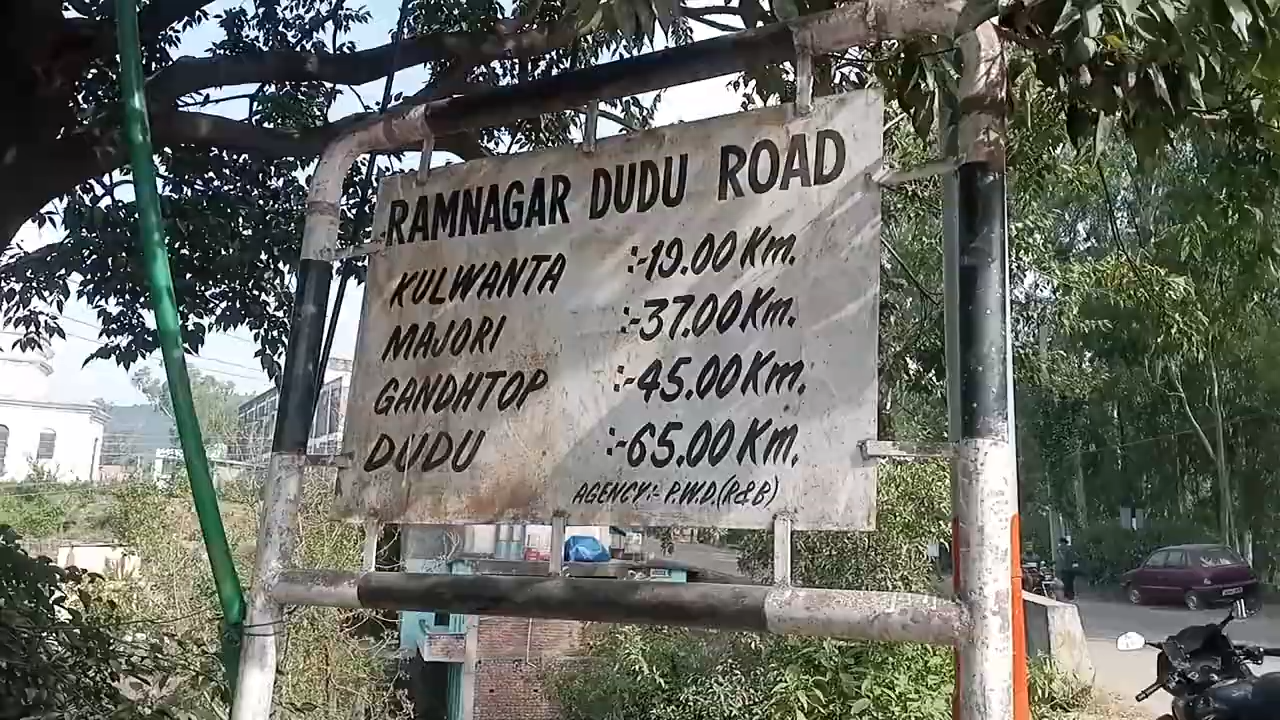 RAMNAGAR DUDU ROAD
KULWANTA :-19.00 Km.
MAJORI :-37.00 Km.
GANDHTOP :-45.00 Km.
DUDU :-65.00 Km.
AGENCY:- P.W.D.(R&B)